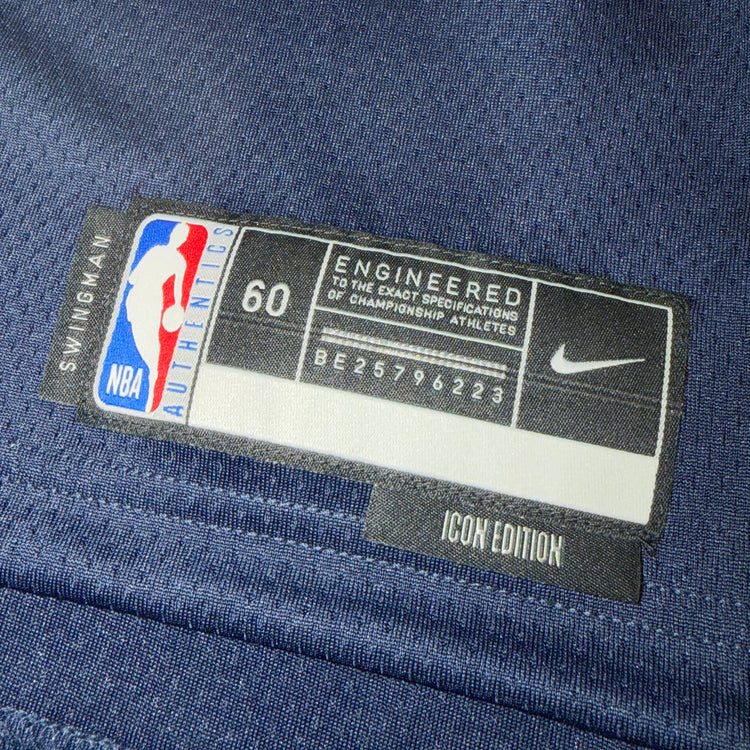 SWINGMAN
NBA
AUTHENTICS
60
ENGINEERED
TO THE EXACT SPECIFICATIONS
OF CHAMPIONSHIP ATHLETES
BE25796223
ICON EDITION